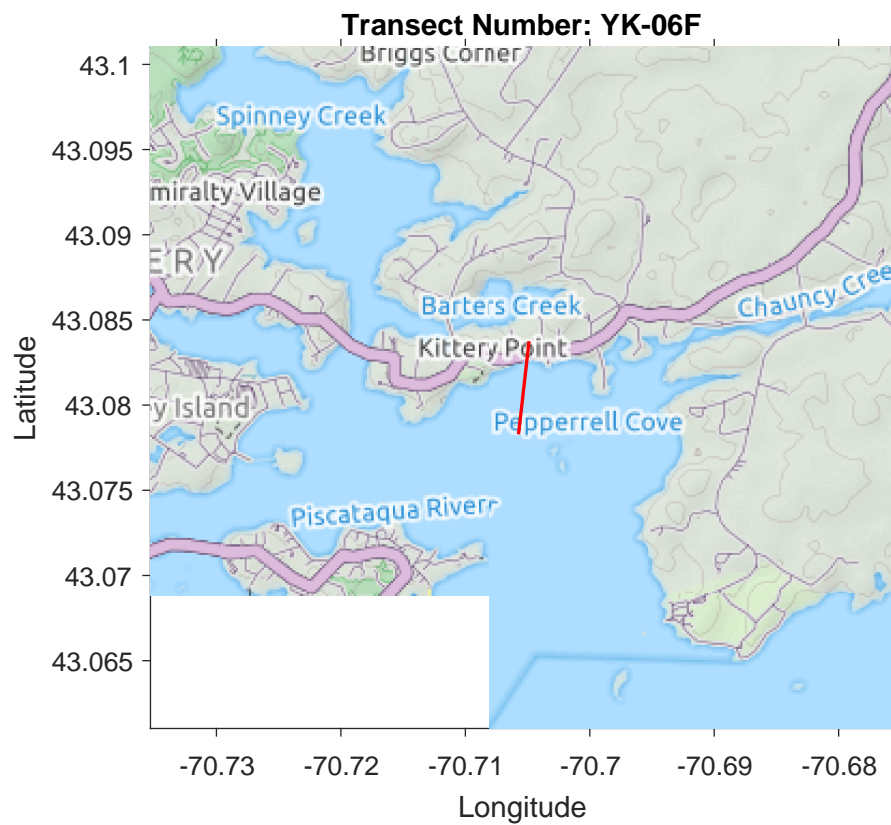 Transect Number: YK-06F
43.1
Briggs Corner
Spinney Creek
43.095
miralty Village
43.09
ERY
Chauncy Cree
Barters Creek
43.085
Kittery Point
43.08
y Island
Pepperrell Cove
43.075
Piscataqua River
43.07
43.065
-70.73 -70.72 -70.71 -70.7 -70.69 -70.68
Latitude
Longitude